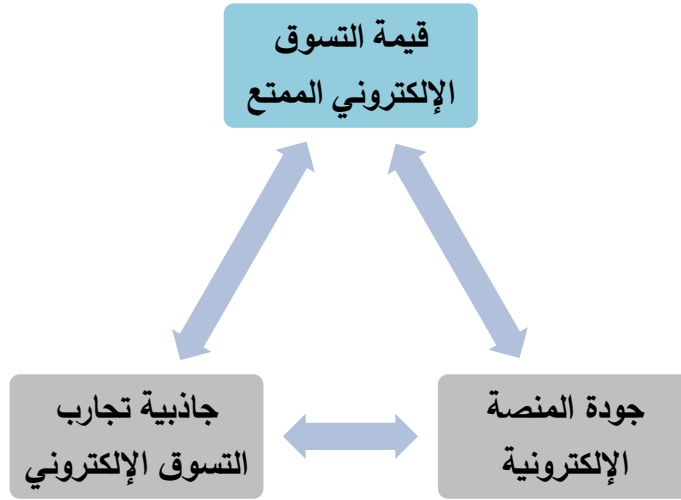 قيمة التسوق
الإلكتروني الممتع
جودة المنصة
الإلكترونية
جاذبية تجارب
التسوق الإلكتروني